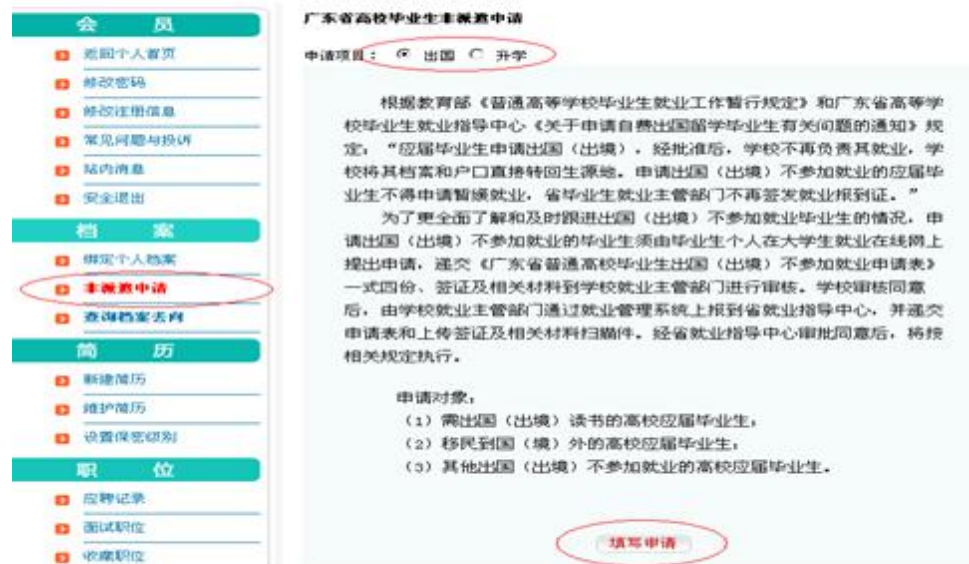 会 员
返回个人首页
修改密码
修改注册信息
常见问题与投诉
站内消息
安全退出
档 案
绑定个人档案
非派遣申请
查询档案去向
简 历
新建简历
维护简历
设置保密级别
职 位
应聘记录
面试职位
收藏职位
广东省高校毕业生非派遣申请
申请项目： 出国 升学
根据教育部《普通高等学校毕业生就业工作暂行规定》和广东省高等学
校毕业生就业指导中心《关于申请自费出国留学毕业生有关问题的通知》规
定：“应届毕业生申请出国（出境），经批准后，学校不再负责其就业，学
校将其档案和户口直接转回生源地。申请出国（出境）不参加就业的应届毕
业生不得申请暂缓就业，省毕业生就业主管部门不再签发就业报到证。”
为了更全面了解和及时跟进出国（出境）不参加就业毕业生的情况，申
请出国（出境）不参加就业的毕业生须由毕业生个人在大学生就业在线网上
提出申请，递交《广东省普通高校毕业生出国（出境）不参加就业申请表》
一式四份、签证及相关材料到学校就业主管部门进行审核。学校审核同意
后，由学校就业主管部门通过就业管理系统上报到省就业指导中心，并递交
申请表和上传签证及相关材料扫描件。经省就业指导中心审批同意后，将按
相关规定执行。
申请对象：
（1）需出国（出境）读书的高校应届毕业生；
（2）移民到国（境）外的高校应届毕业生；
（3）其他出国（出境）不参加就业的高校应届毕业生。
填写申请